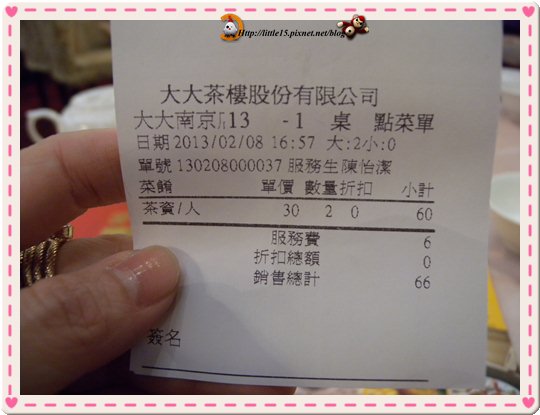 Http://little15.pixnet.net/blog
大大茶樓股份有限公司
大大南京 13 -1 桌 點菜單
日期 2013/02/08 16:57 大:2小:0
單號 130208000037 服務生陳怡潔
菜餚 單價 數量折扣 小計
茶資/人 30 2 0 60
服務費 6
折扣總額 0
銷售總計 66
簽名